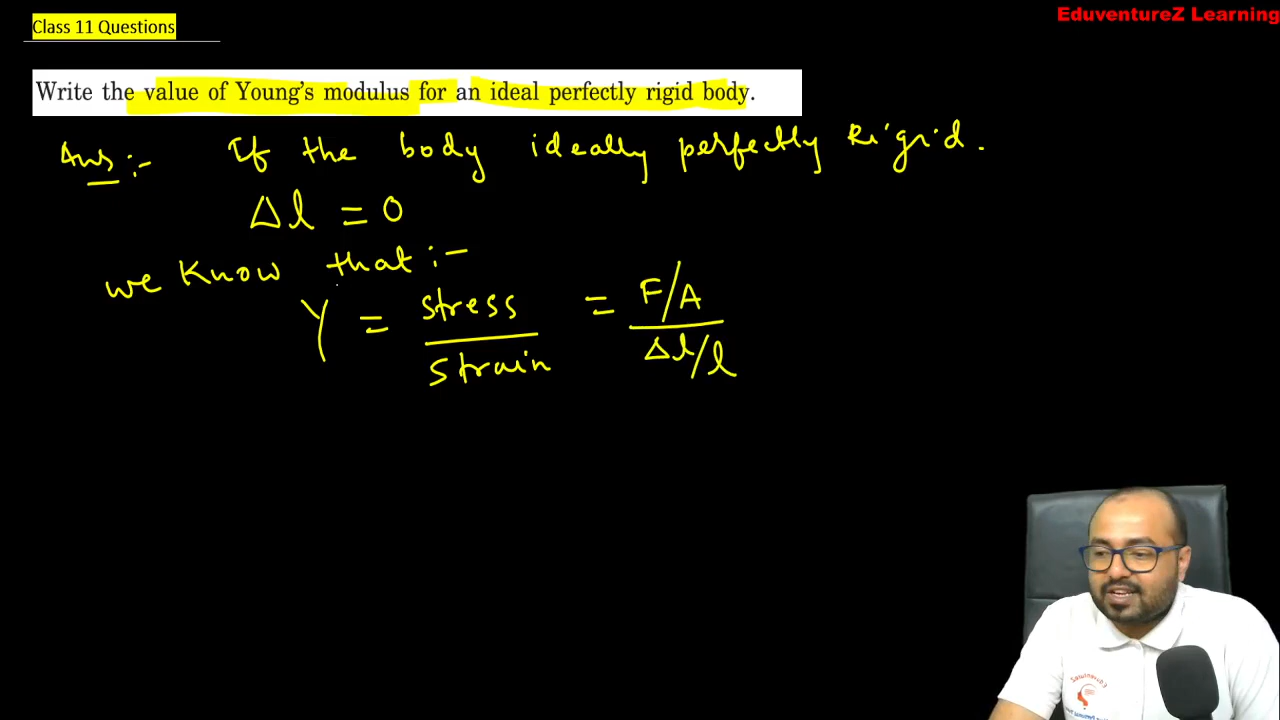 Class 11 Questions
EduventureZ Learning
Write the value of Young's modulus for an ideal perfectly rigid body.
Ans :- If the body ideally perfectly Rigid.
Δl = 0
we know that :-
Y = stress / strain = F/A / Δl/l